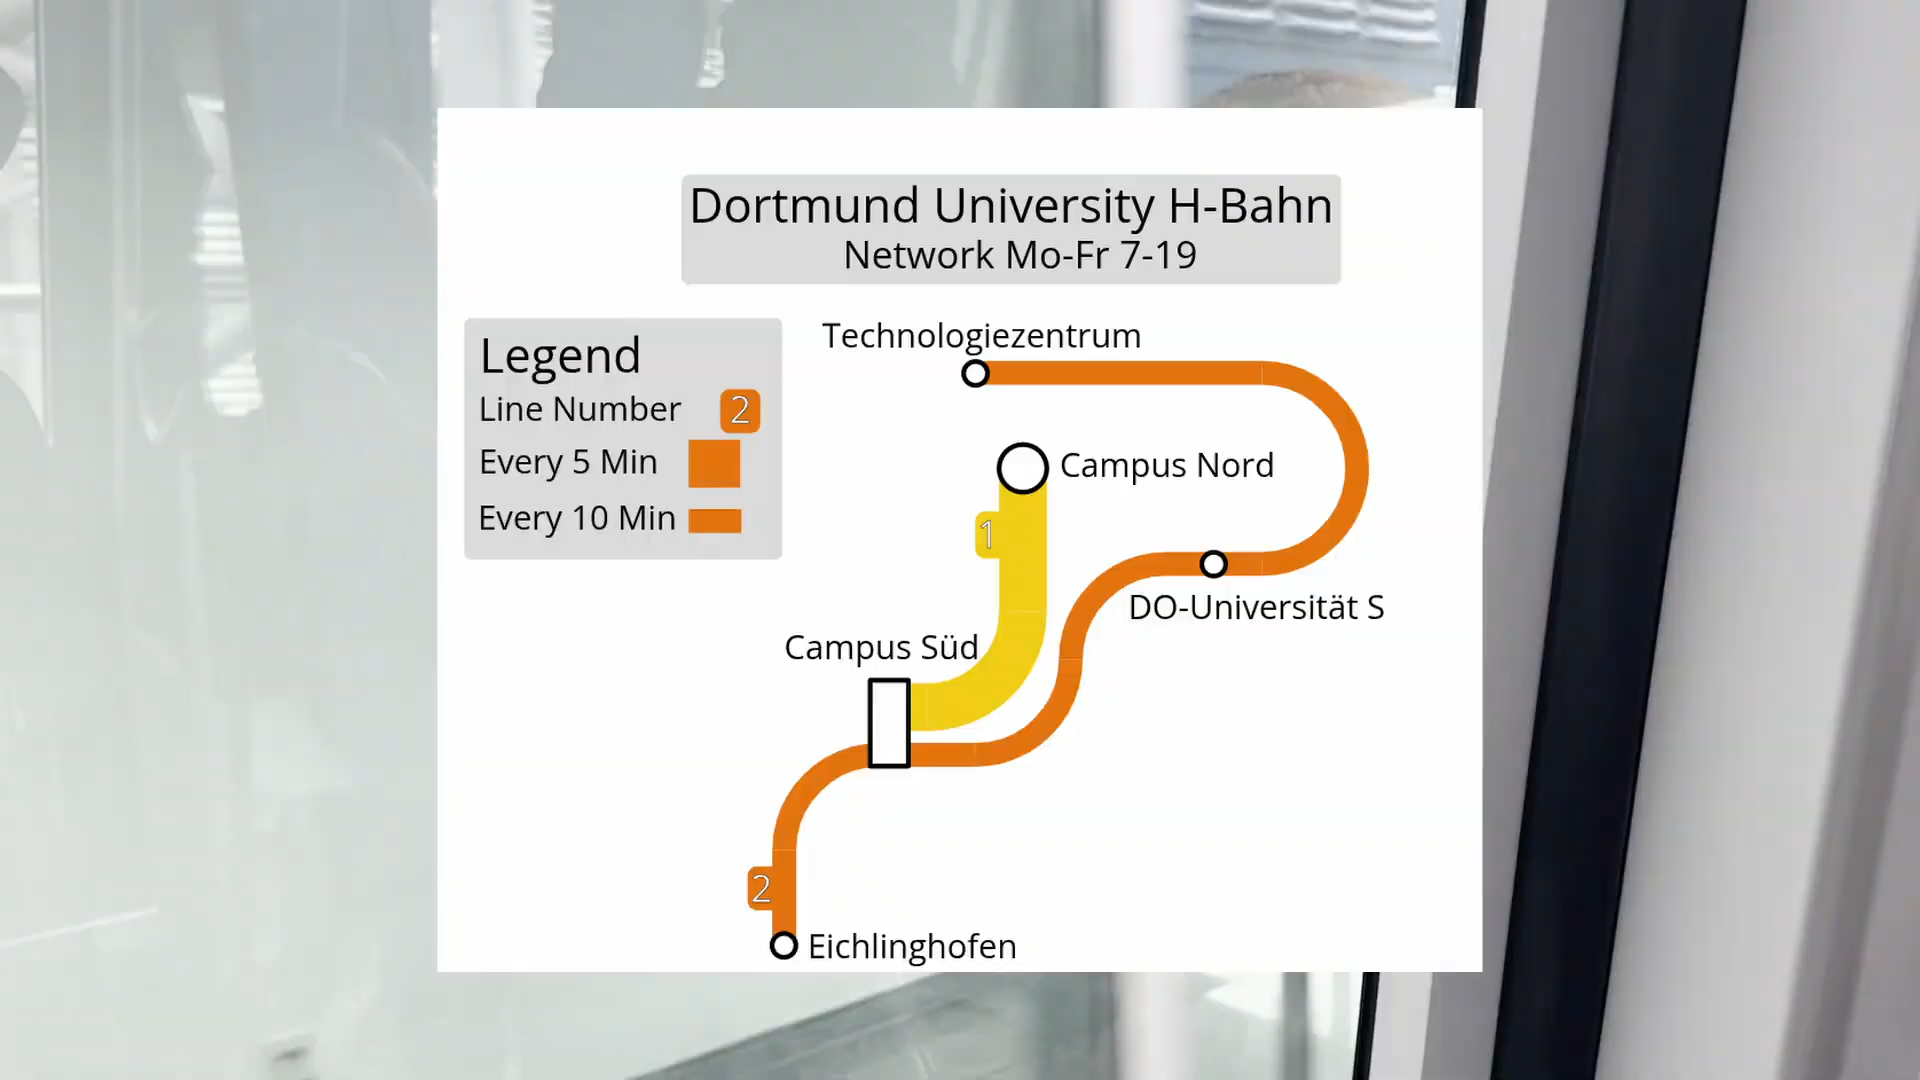 Dortmund University H-Bahn
Network Mo-Fr 7-19
Legend
Line Number 2
Every 5 Min
Every 10 Min
Technologiezentrum
Campus Nord
1
DO-Universität S
Campus Süd
2
Eichlinghofen